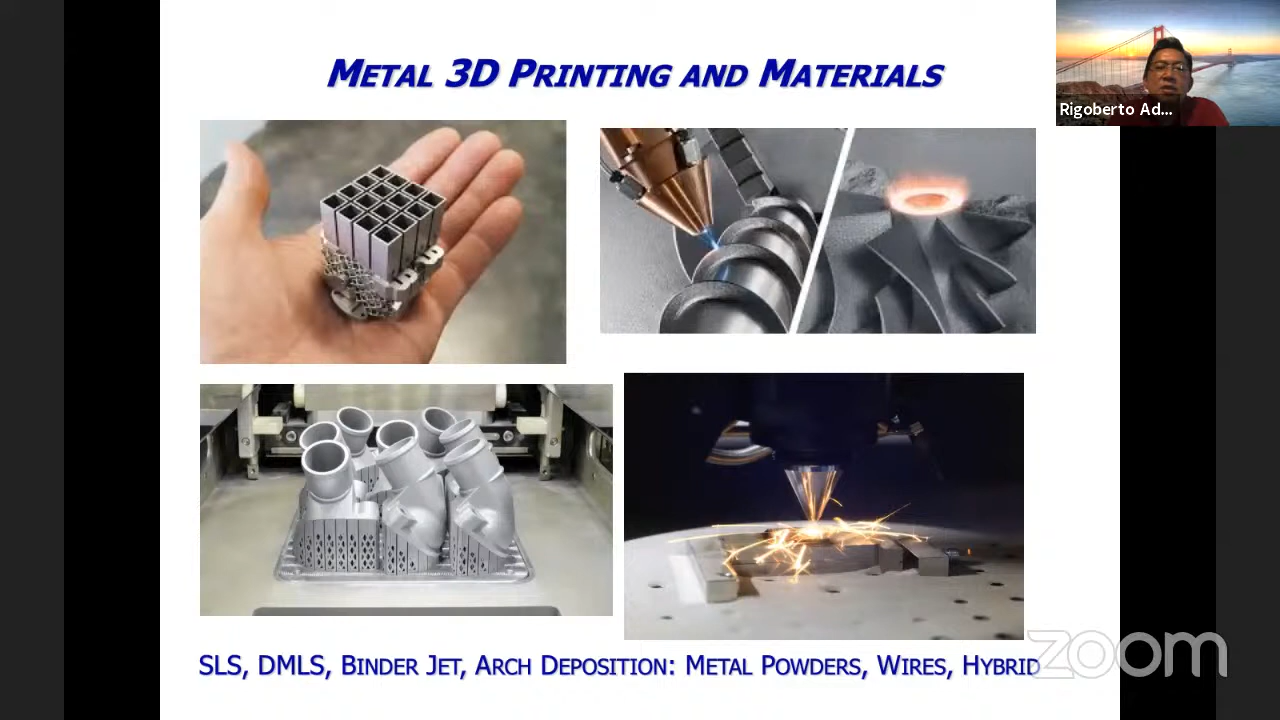 METAL 3D PRINTING AND MATERIALS
Rigoberto Ad...
SLS, DMLS, BINDER JET, ARCH DEPOSITION: METAL POWDERS, WIRES, HYBRID
zoom